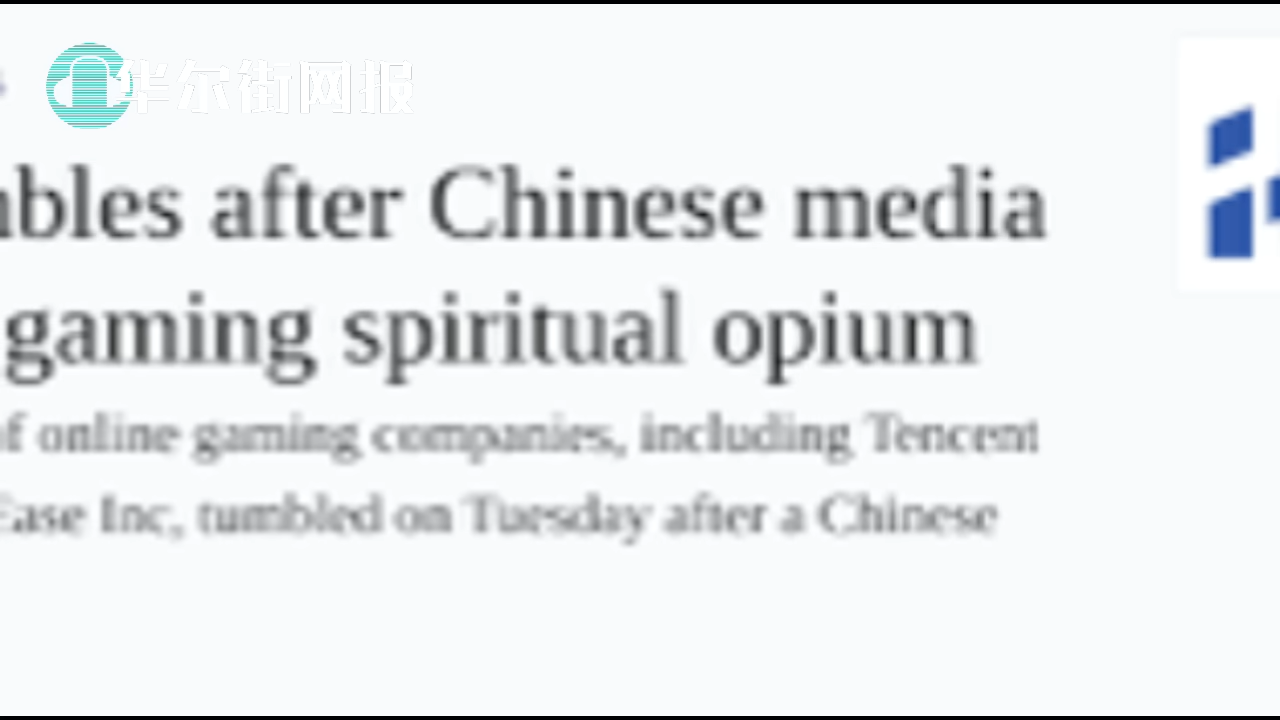 华尔街网报
bles after Chinese media
gaming spiritual opium
of online gaming companies, including Tencent
Ease Inc, tumbled on Tuesday after a Chinese